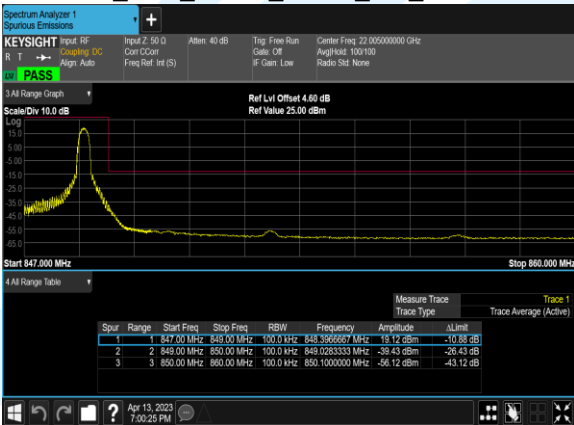 Spectrum Analyzer 1
Spurious Emissions
+
KEYSIGHT Input: RF Input Z: 50 Ω Atten: 40 dB Trig: Free Run Center Freq: 22.005000000 GHz
R T Coupling: DC Corr CCorr Gate: Off Avg|Hold: 100/100
Align: Auto Freq Ref: Int (S) IF Gain: Low Radio Std: None
PASS
3 All Range Graph
Ref Lvl Offset 4.60 dB
Scale/Div 10.0 dB Ref Value 25.00 dBm
Log
15.0
5.00
-5.00
-15.0
-25.0
-35.0
-45.0
-55.0
-65.0
Start 847.000 MHz Stop 860.000 MHz
4 All Range Table
Measure Trace Trace 1
Trace Type Trace Average (Active)
Spur Range Start Freq Stop Freq RBW Frequency Amplitude ΔLimit
1 1 847.00 MHz 849.00 MHz 100.0 kHz 848.3966667 MHz 19.12 dBm -10.88 dB
2 2 849.00 MHz 850.00 MHz 100.0 kHz 849.0283333 MHz -39.43 dBm -26.43 dB
3 3 850.00 MHz 860.00 MHz 100.0 kHz 850.1000000 MHz -56.12 dBm -43.12 dB
? Apr 13, 2023
7:00:25 PM